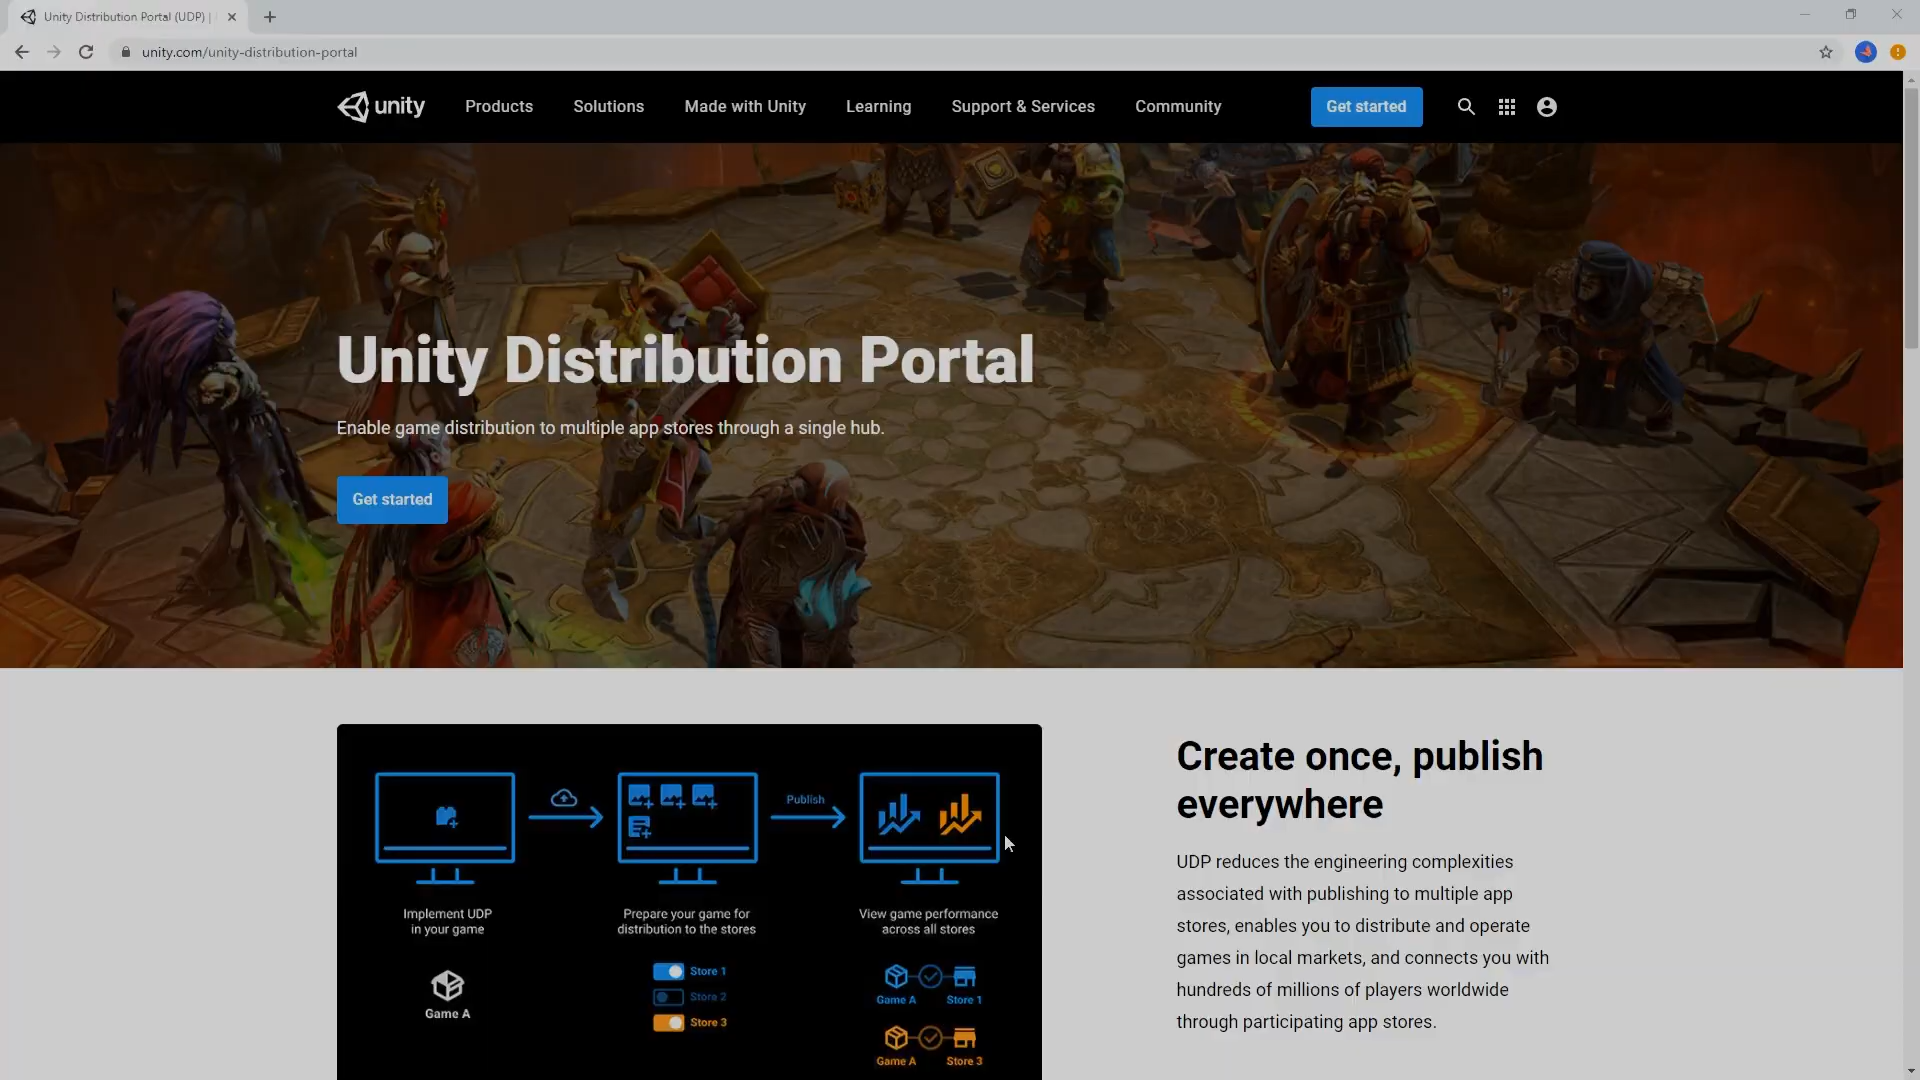 Unity Distribution Portal (UDP) |
unity.com/unity-distribution-portal
unity
Products
Solutions
Made with Unity
Learning
Support & Services
Community
Get started
Unity Distribution Portal
Enable game distribution to multiple app stores through a single hub.
Get started
Publish
Implement UDP
in your game
Prepare your game for
distribution to the stores
View game performance
across all stores
Game A
Store 1
Store 2
Store 3
Game A
Store 1
Game A
Store 3
Create once, publish
everywhere
UDP reduces the engineering complexities
associated with publishing to multiple app
stores, enables you to distribute and operate
games in local markets, and connects you with
hundreds of millions of players worldwide
through participating app stores.